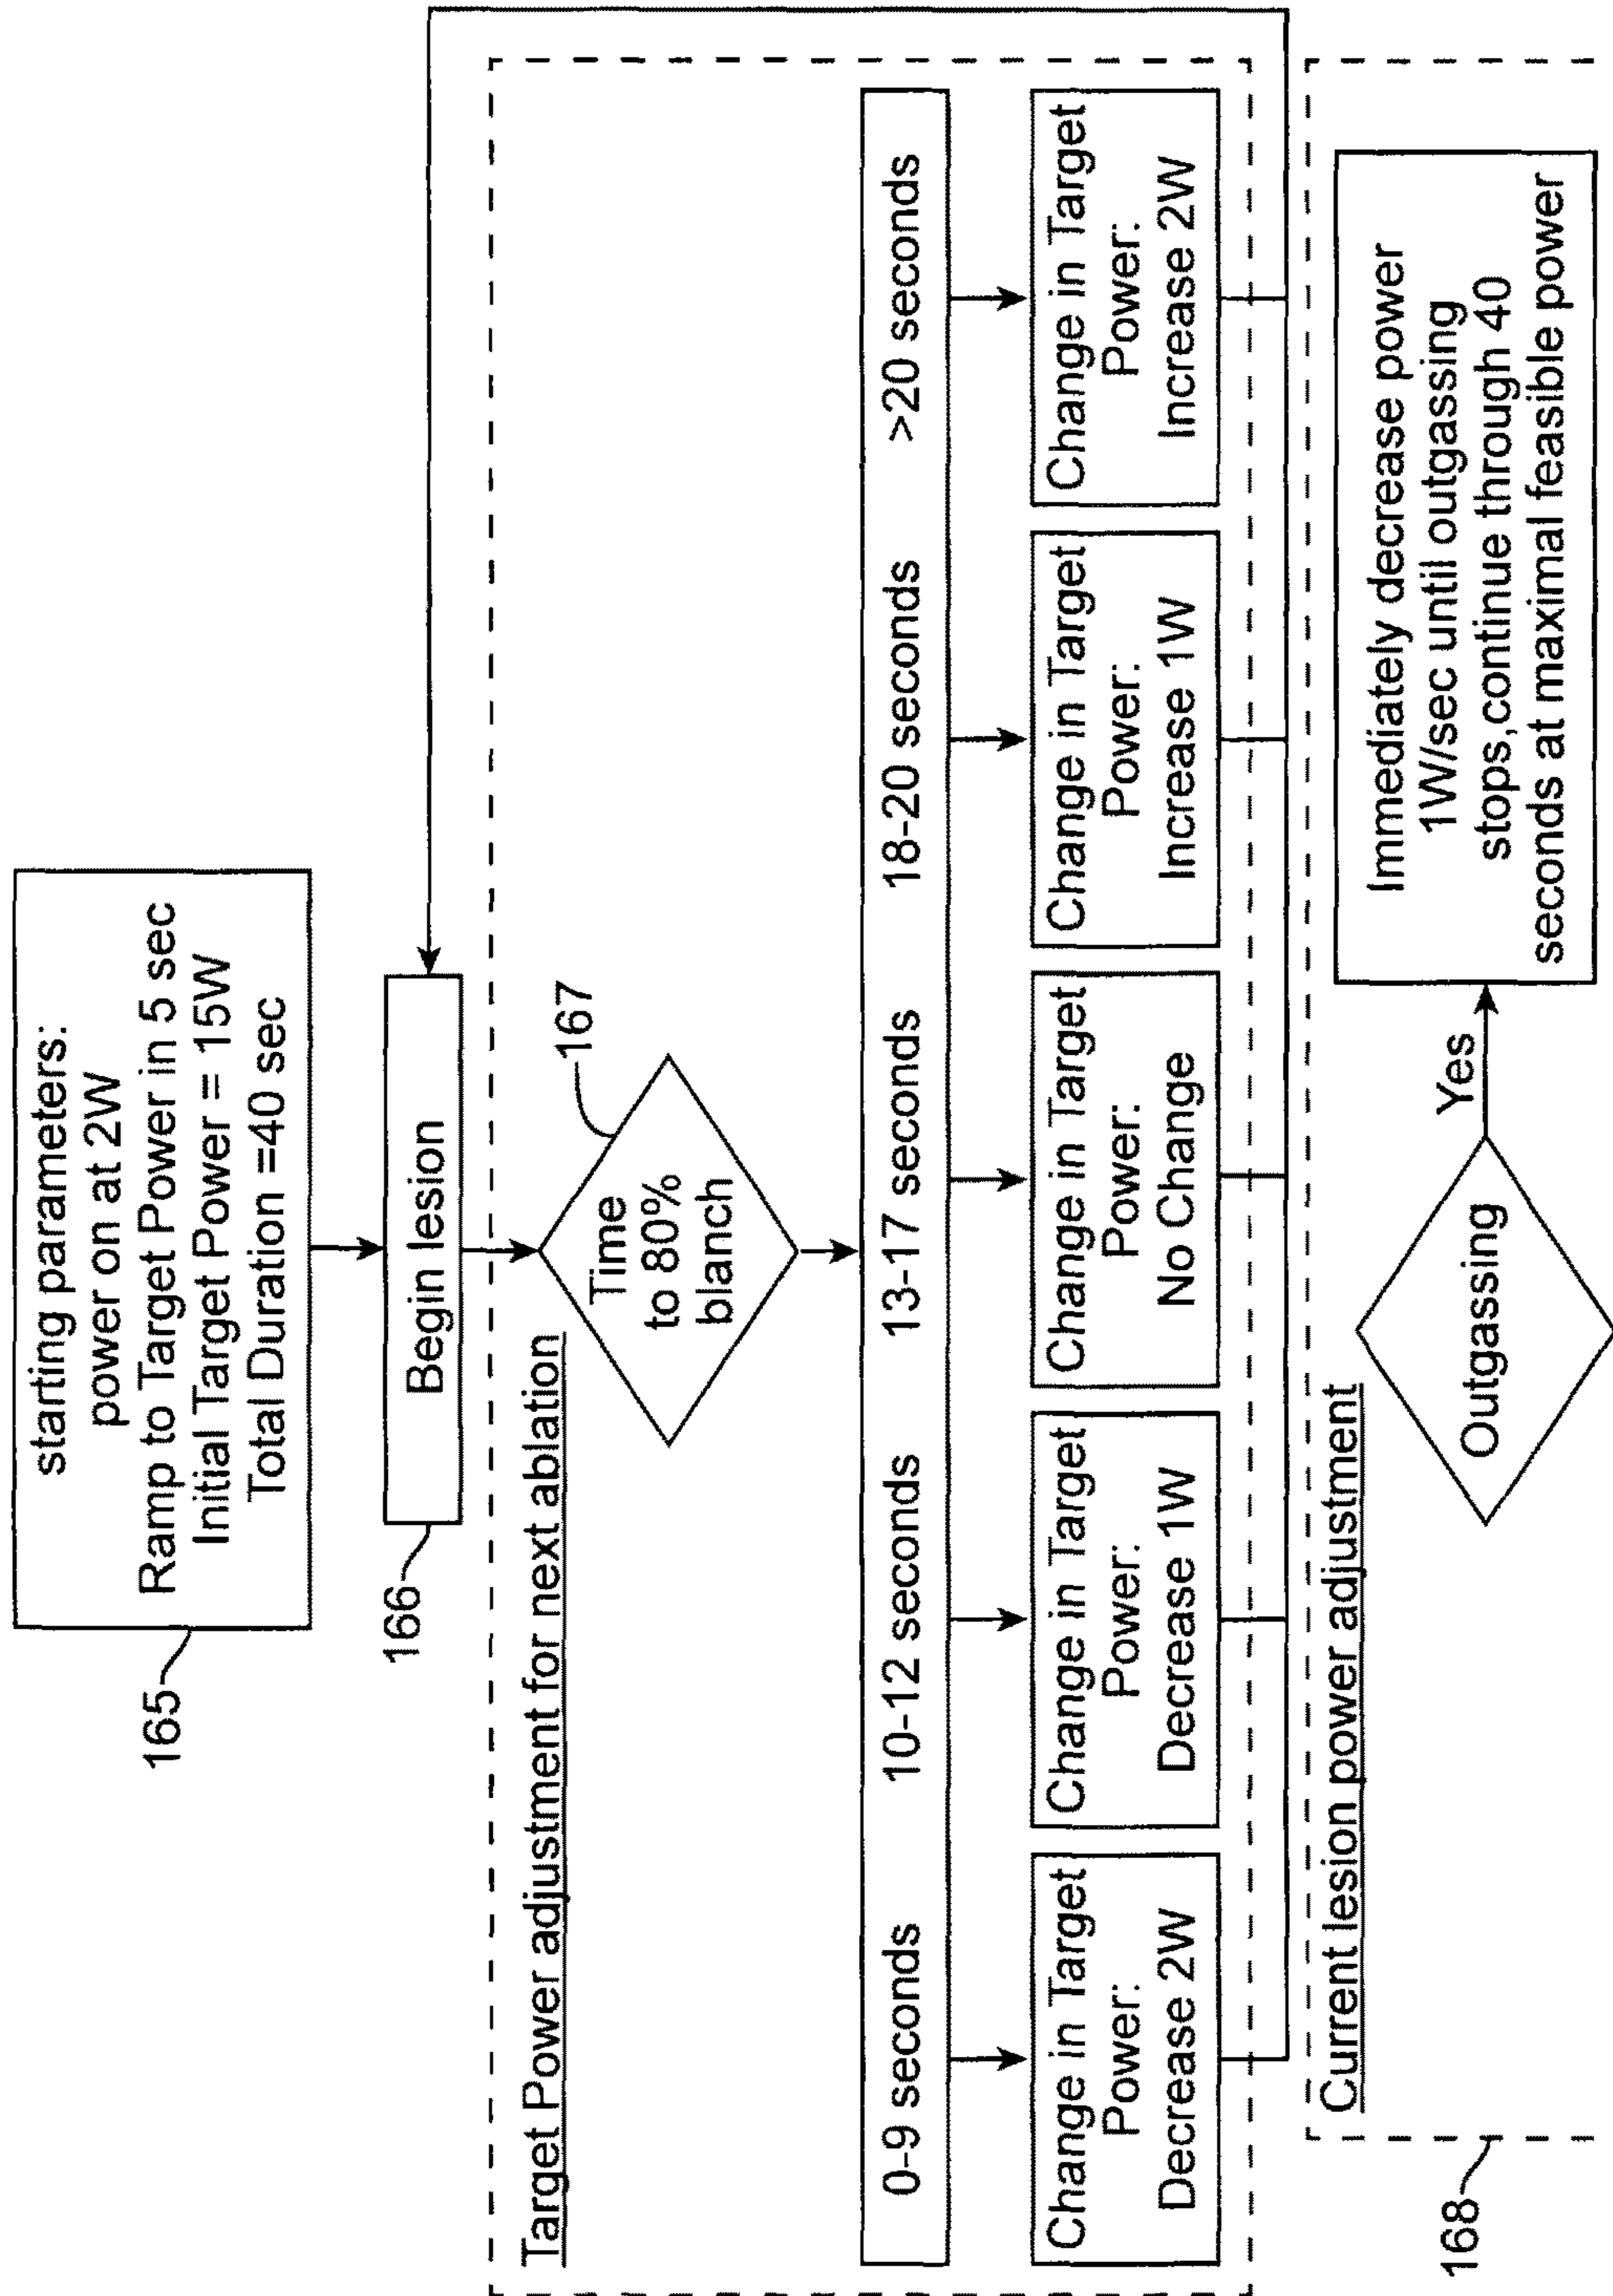 starting parameters:
power on at 2W
Ramp to Target Power in 5 sec
Initial Target Power = 15W
Total Duration =40 sec
165
Begin lesion
166
Target Power adjustment for next ablation
Time
to 80%
blanch
167
0-9 seconds
10-12 seconds
13-17 seconds
18-20 seconds
>20 seconds
Change in Target
Power:
Decrease 2W
Change in Target
Power:
Decrease 1W
Change in Target
Power:
No Change
Change in Target
Power:
Increase 1W
Change in Target
Power:
Increase 2W
Current lesion power adjustment
168
Outgassing
Yes
Immediately decrease power
1W/sec until outgassing
stops,continue through 40
seconds at maximal feasible power